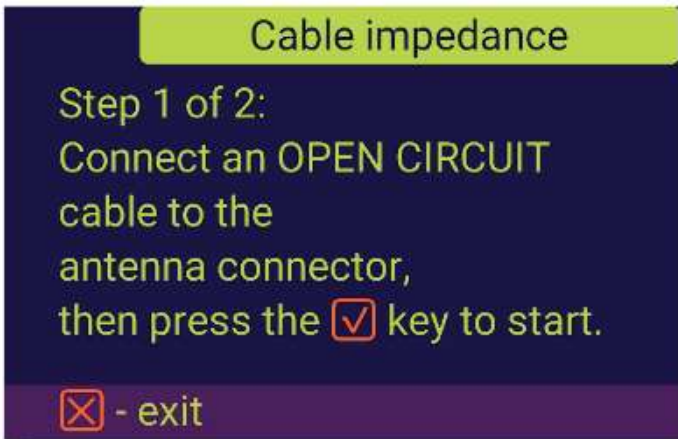 Cable impedance
Step 1 of 2:
Connect an OPEN CIRCUIT
cable to the
antenna connector,
then press the ☑ key to start.
☒ - exit